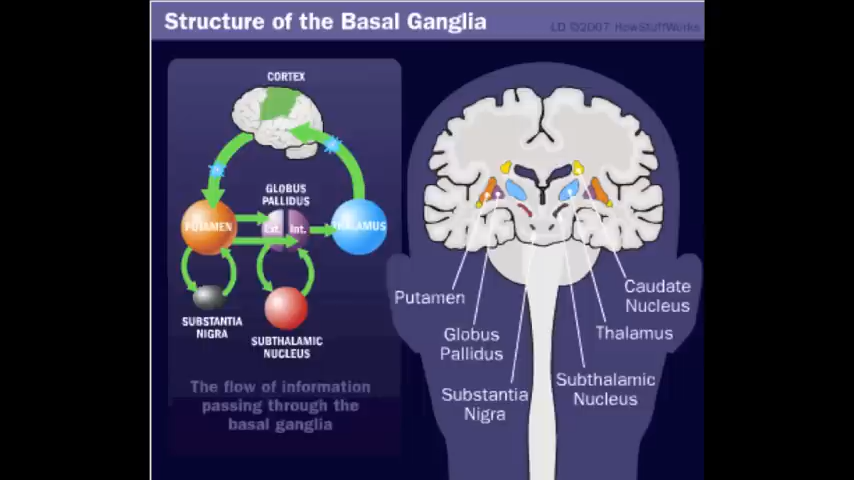 Structure of the Basal Ganglia
LD ©2007 HowStuffWorks
CORTEX
GLOBUS
PALLIDUS
PUTAMEN
Ext.
Int.
THALAMUS
SUBSTANTIA
NIGRA
SUBTHALAMIC
NUCLEUS
The flow of information
passing through the
basal ganglia
Putamen
Globus
Pallidus
Substantia
Nigra
Caudate
Nucleus
Thalamus
Subthalamic
Nucleus